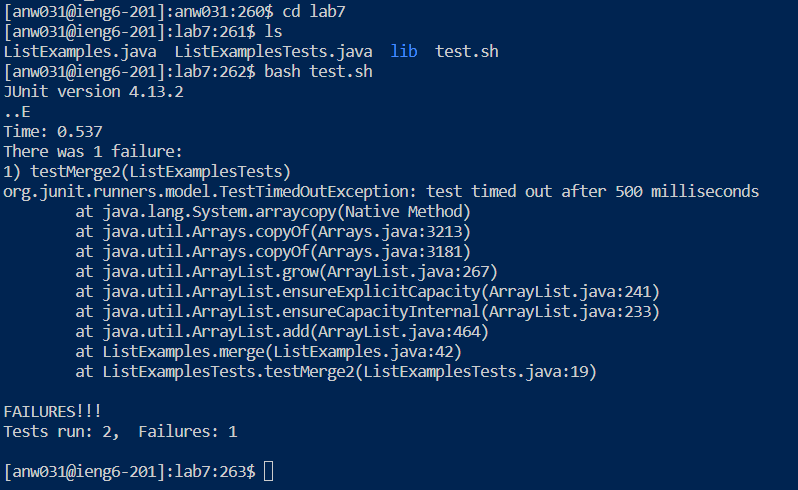 [anw031@ieng6-201]:anw031:260$ cd lab7
[anw031@ieng6-201]:lab7:261$ ls
ListExamples.java  ListExamplesTests.java  lib  test.sh
[anw031@ieng6-201]:lab7:262$ bash test.sh
JUnit version 4.13.2
..E
Time: 0.537
There was 1 failure:
1) testMerge2(ListExamplesTests)
org.junit.runners.model.TestTimedOutException: test timed out after 500 milliseconds
        at java.lang.System.arraycopy(Native Method)
        at java.util.Arrays.copyOf(Arrays.java:3213)
        at java.util.Arrays.copyOf(Arrays.java:3181)
        at java.util.ArrayList.grow(ArrayList.java:267)
        at java.util.ArrayList.ensureExplicitCapacity(ArrayList.java:241)
        at java.util.ArrayList.ensureCapacityInternal(ArrayList.java:233)
        at java.util.ArrayList.add(ArrayList.java:464)
        at ListExamples.merge(ListExamples.java:42)
        at ListExamplesTests.testMerge2(ListExamplesTests.java:19)
FAILURES!!!
Tests run: 2,  Failures: 1
[anw031@ieng6-201]:lab7:263$